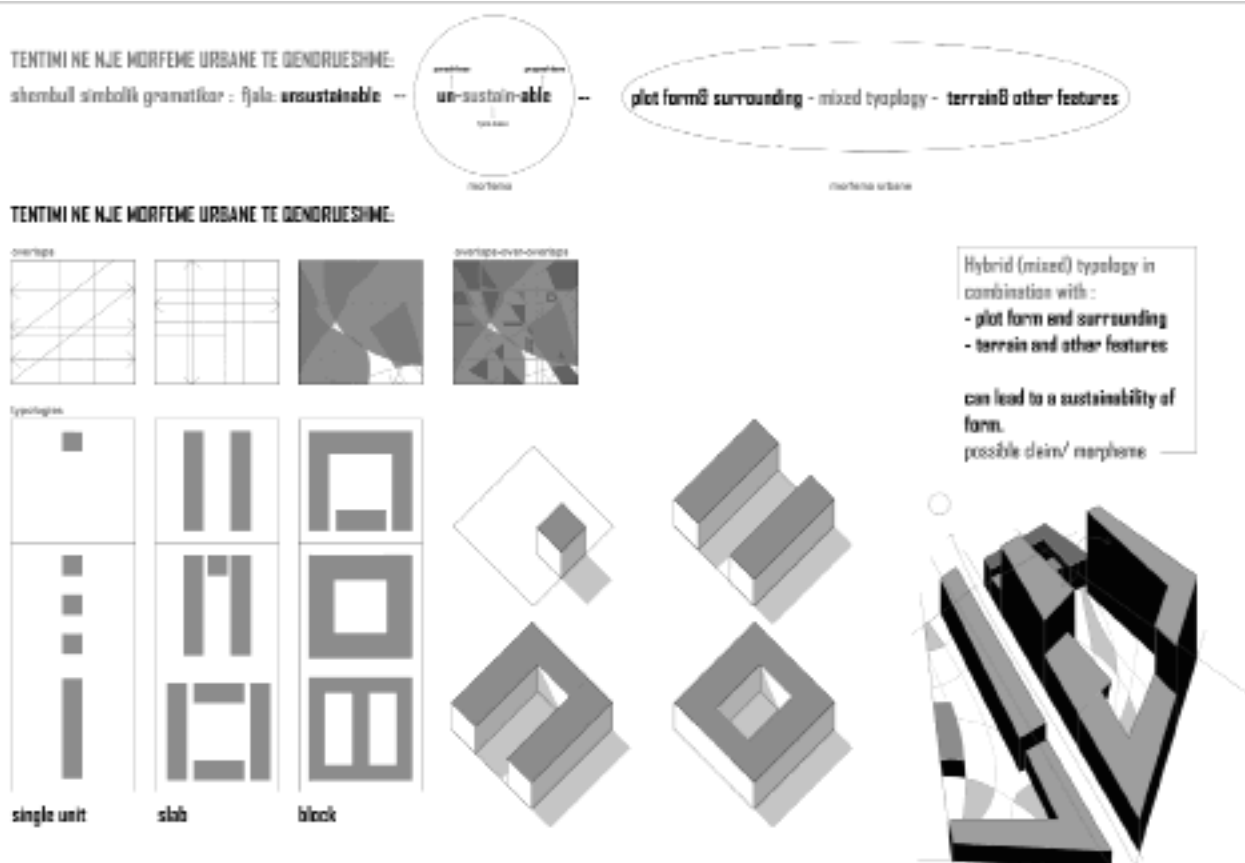 TENTIMI NE NJE MORFEME URBANE TE QENDRUESHME:
shembull simbolik gramatikor : fjala: unsustainable --
un-sustain-able --
morfema
plot form& surrounding - mixed tyoplogy - terrain& other features
morfema urbane
TENTIMI NE NJE MORFEME URBANE TE QENDRUESHME:
overlaps
overlaps-over-overlaps
Hybrid (mixed) typology in
combination with :
- plot form and surrounding
- terrain and other features
can lead to a sustainability of
form.
possible claim/ morpheme
typologies
single unit
slab
block